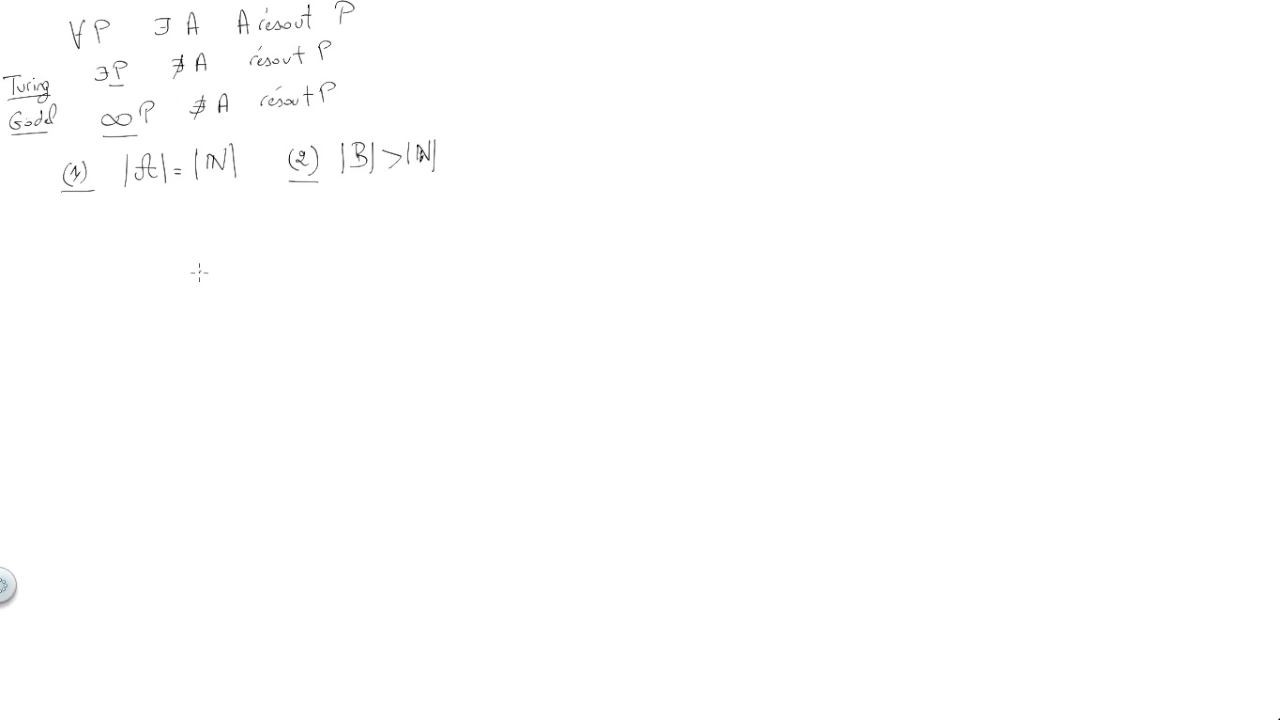 ∀P ∃A A résout P
Turing ∃P ∄A résout P
Godel ∞P ∄A résout P
(1) |A| = |ℕ| (2) |B| > |ℕ|